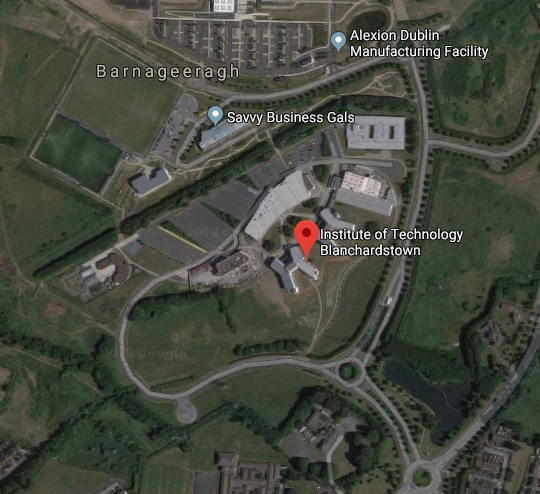 Alexion Dublin
Manufacturing Facility
Barnageeragh
Savvy Business Gals
Institute of Technology
Blanchardstown